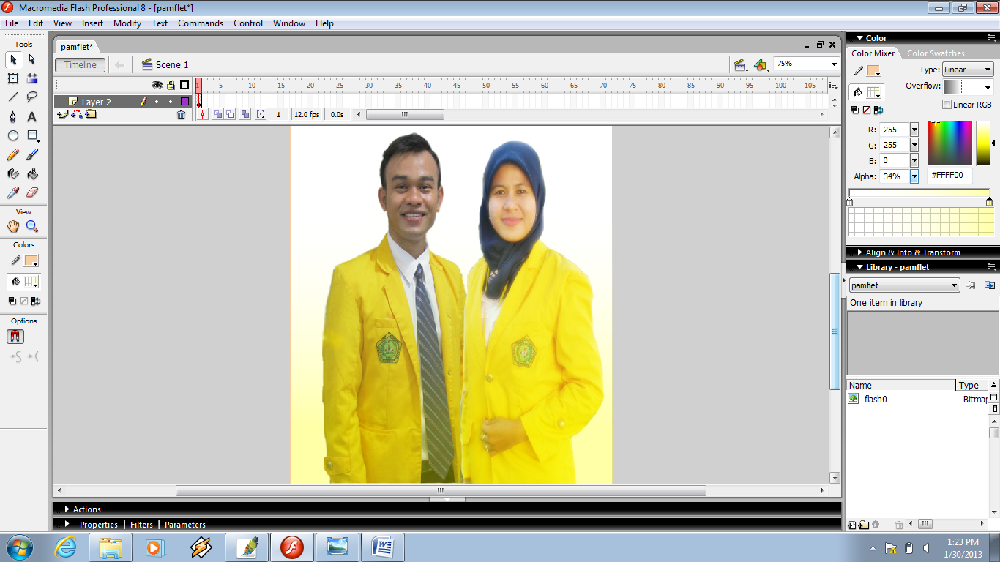 Macromedia Flash Professional 8 - [pamflet*]
File Edit View Insert Modify Text Commands Control Window Help
Tools
View
Colors
Options
pamflet*
Timeline
Scene 1
75%
1 5 10 15 20 25 30 35 40 45 50 55 60 65 70 75 80 85 90 95 100 105
Layer 2
1 12.0 fps 0.0s
Actions
Properties Filters Parameters
Color
Color Mixer Color Swatches
Type: Linear
Overflow:
Linear RGB
R: 255
G: 255
B: 0
Alpha: 34% #FFFF00
Align & Info & Transform
Library - pamflet
pamflet
One item in library
Name Type
flash0 Bitmap
1:23 PM
1/30/2013